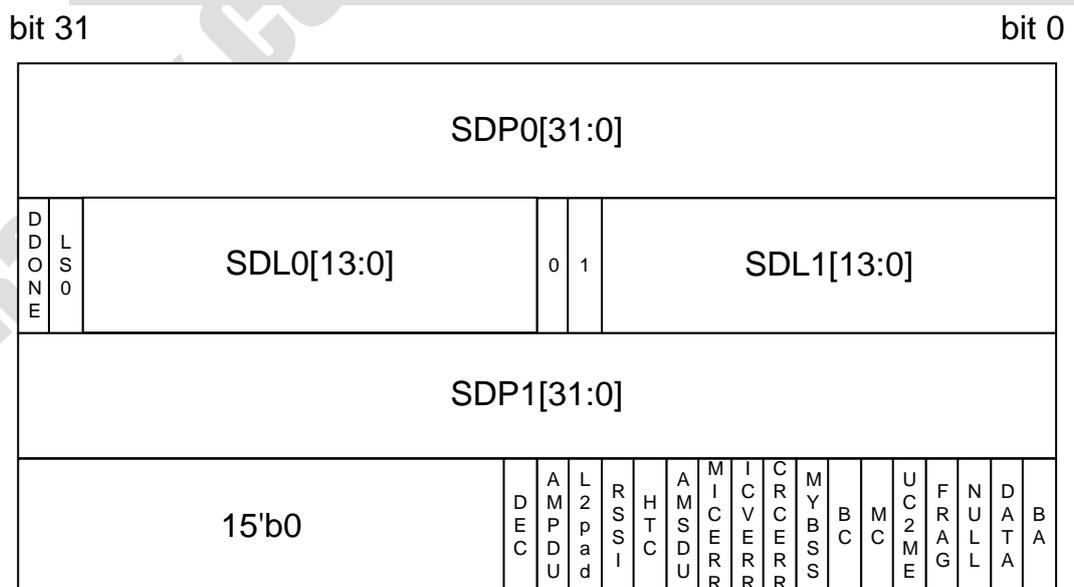 bit 31 bit 0
SDP0[31:0]
DDONE LS0 SDL0[13:0] 0 1 SDL1[13:0]
SDP1[31:0]
15'b0 DEC AMPDU L2pad RSSI HTC AMSDU MICERR ICVERR CRCERR MYBSS BC MC UC2ME FRAG NULL DATA BA